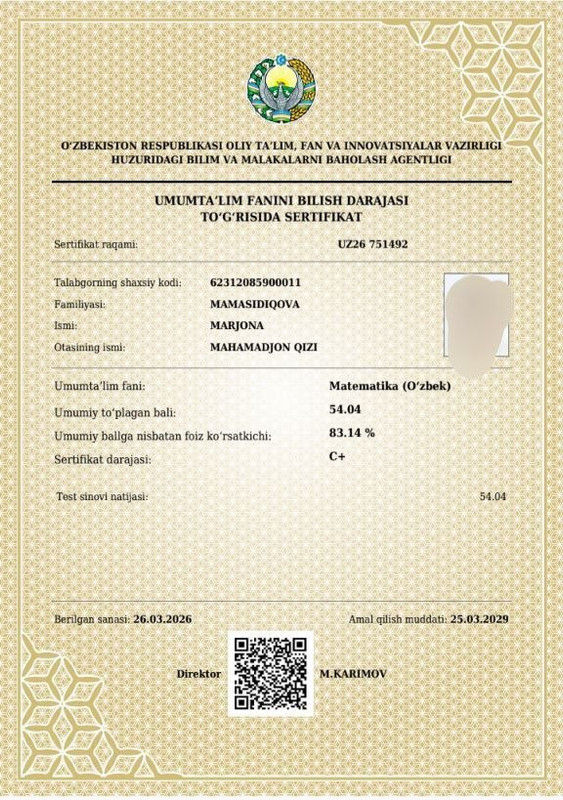 O‘ZBEKISTON RESPUBLIKASI OLIY TA’LIM, FAN VA INNOVATSIYALAR VAZIRLIGI
HUZURIDAGI BILIM VA MALAKALARNI BAHOLASH AGENTLIGI
UMUMTA’LIM FANINI BILISH DARAJASI
TO‘G‘RISIDA SERTIFIKAT
Sertifikat raqami: UZ26 751492
Talabgorning shaxsiy kodi: 62312085900011
Familiyasi: MAMASIDIQOVA
Ismi: MARJONA
Otasining ismi: MAHAMADJON QIZI
Umumta’lim fani: Matematika (O‘zbek)
Umumiy to‘plagan bali: 54.04
Umumiy ballga nisbatan foiz ko‘rsatkichi: 83.14 %
Sertifikat darajasi: C+
Test sinovi natijasi: 54.04
Berilgan sanasi: 26.03.2026 Amal qilish muddati: 25.03.2029
Direktor M.KARIMOV